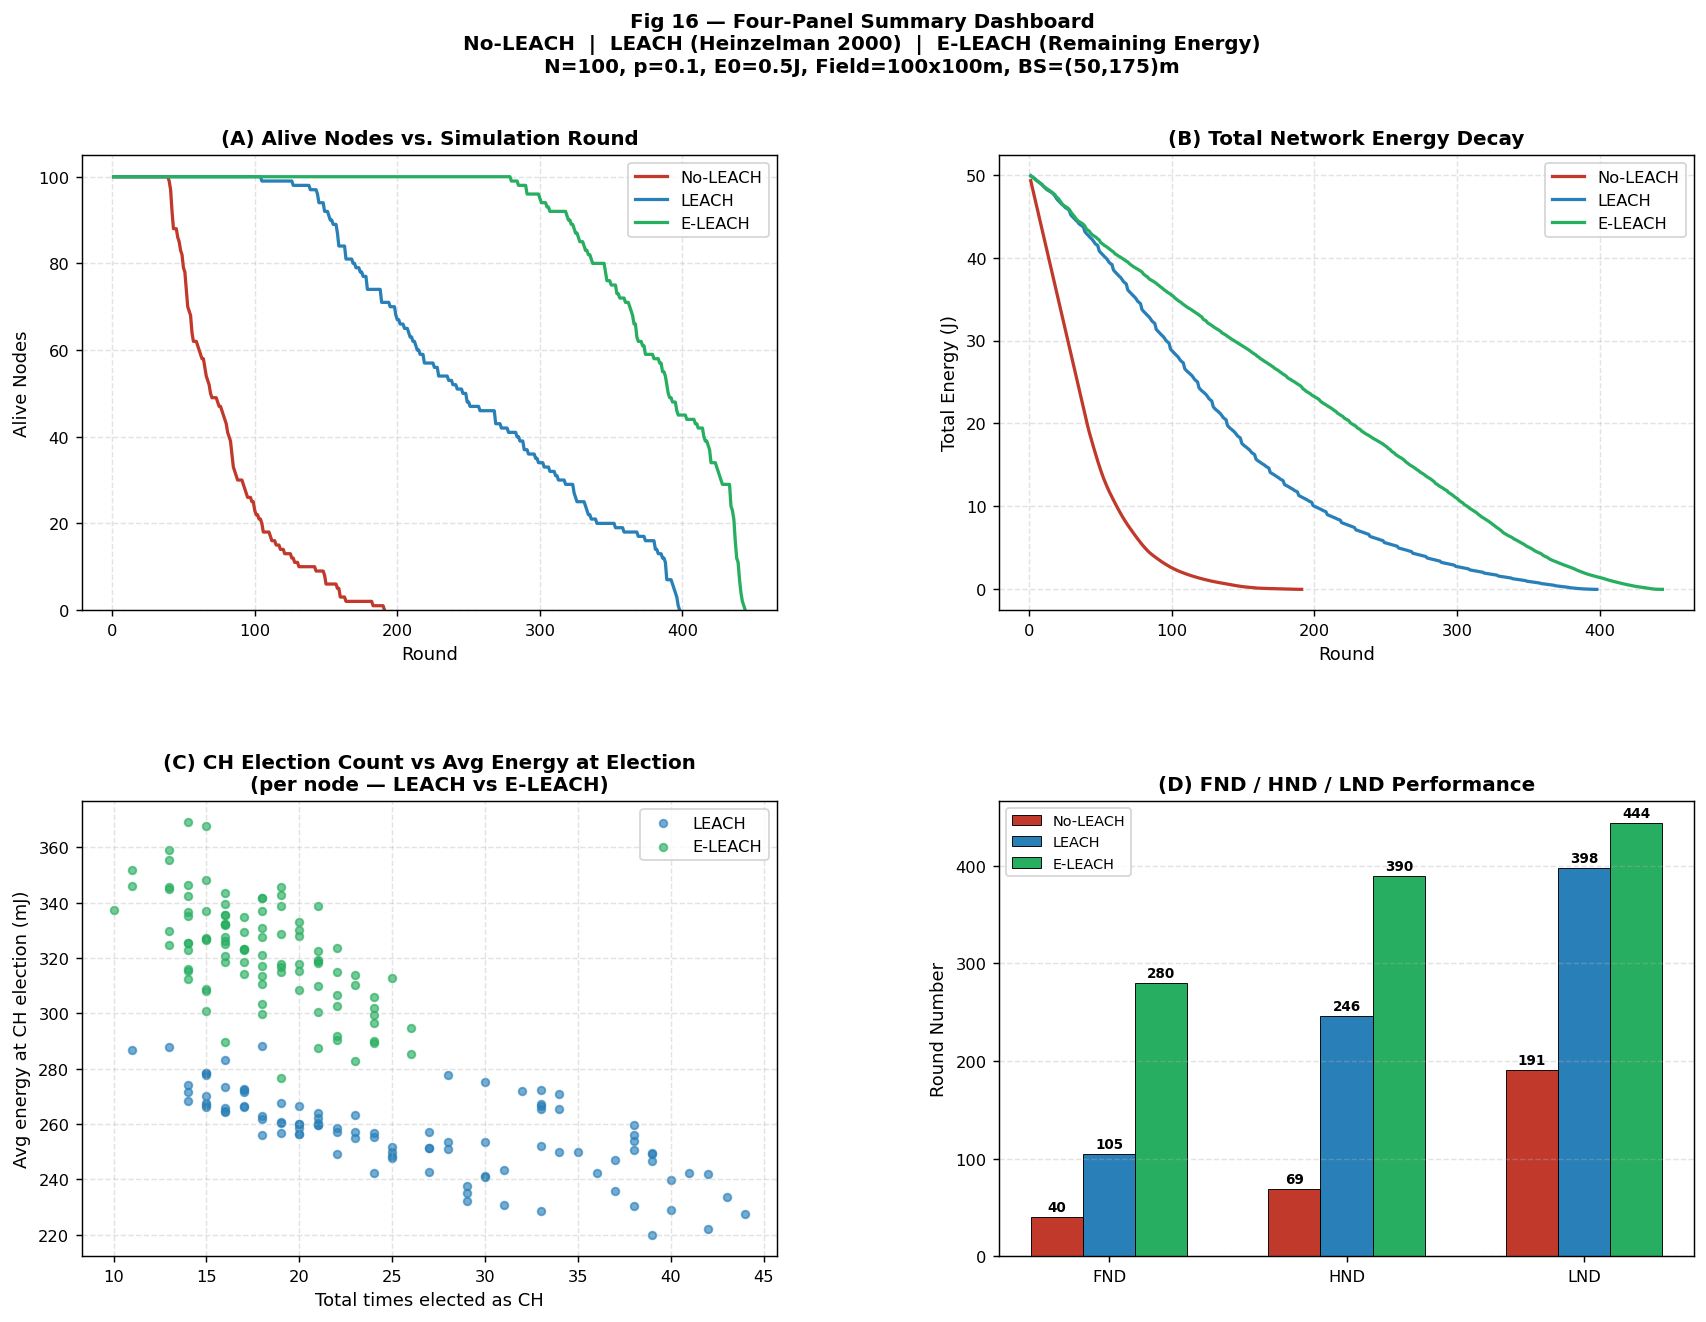 Fig 16 — Four-Panel Summary Dashboard
No-LEACH | LEACH (Heinzelman 2000) | E-LEACH (Remaining Energy)
N=100, p=0.1, E0=0.5J, Field=100x100m, BS=(50,175)m
(A) Alive Nodes vs. Simulation Round
No-LEACH
LEACH
E-LEACH
Alive Nodes
100
80
60
40
20
0
0 100 200 300 400
Round
(B) Total Network Energy Decay
No-LEACH
LEACH
E-LEACH
Total Energy (J)
50
40
30
20
10
0
0 100 200 300 400
Round
(C) CH Election Count vs Avg Energy at Election
(per node — LEACH vs E-LEACH)
LEACH
E-LEACH
Avg energy at CH election (mJ)
360
340
320
300
280
260
240
220
10 15 20 25 30 35 40 45
Total times elected as CH
(D) FND / HND / LND Performance
No-LEACH
LEACH
E-LEACH
Round Number
400
300
200
100
0
40 105 280
69 246 390
191 398 444
FND HND LND